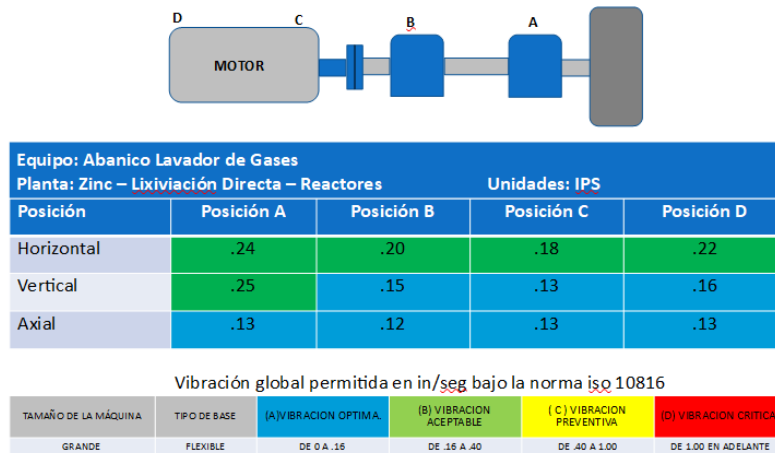 D C B A
MOTOR
Equipo: Abanico Lavador de Gases
Planta: Zinc – Lixiviación Directa – Reactores Unidades: IPS
Posición Posición A Posición B Posición C Posición D
Horizontal .24 .20 .18 .22
Vertical .25 .15 .13 .16
Axial .13 .12 .13 .13
Vibración global permitida en in/seg bajo la norma iso 10816
TAMAÑO DE LA MÁQUINA TIPO DE BASE (A)VIBRACION OPTIMA. (B) VIBRACION ACEPTABLE ( C ) VIBRACION PREVENTIVA (D) VIBRACION CRITICA
GRANDE FLEXIBLE DE 0 A .16 DE .16 A .40 DE .40 A 1.00 DE 1.00 EN ADELANTE